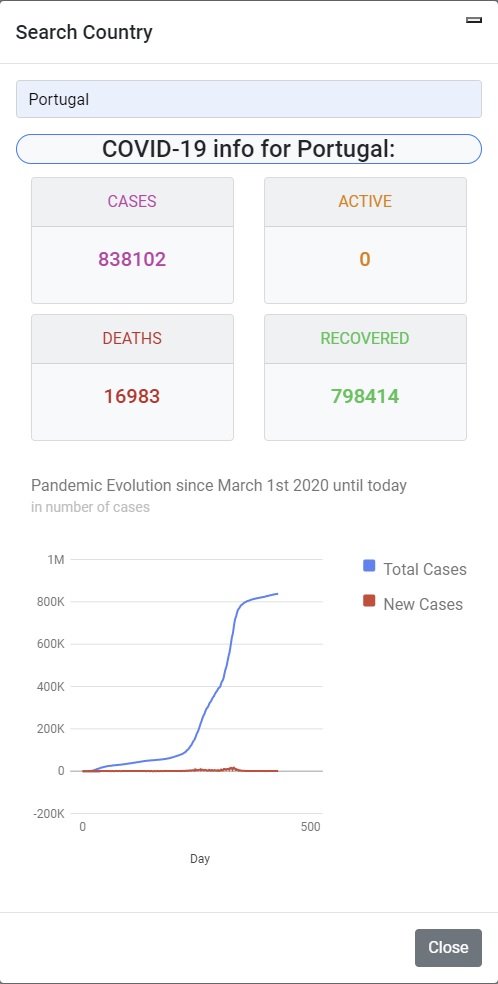 Search Country
Portugal
COVID-19 info for Portugal:
CASES
838102
ACTIVE
0
DEATHS
16983
RECOVERED
798414
Pandemic Evolution since March 1st 2020 until today
in number of cases
1M
800K
600K
400K
200K
0
-200K
0
500
Day
Total Cases
New Cases
Close